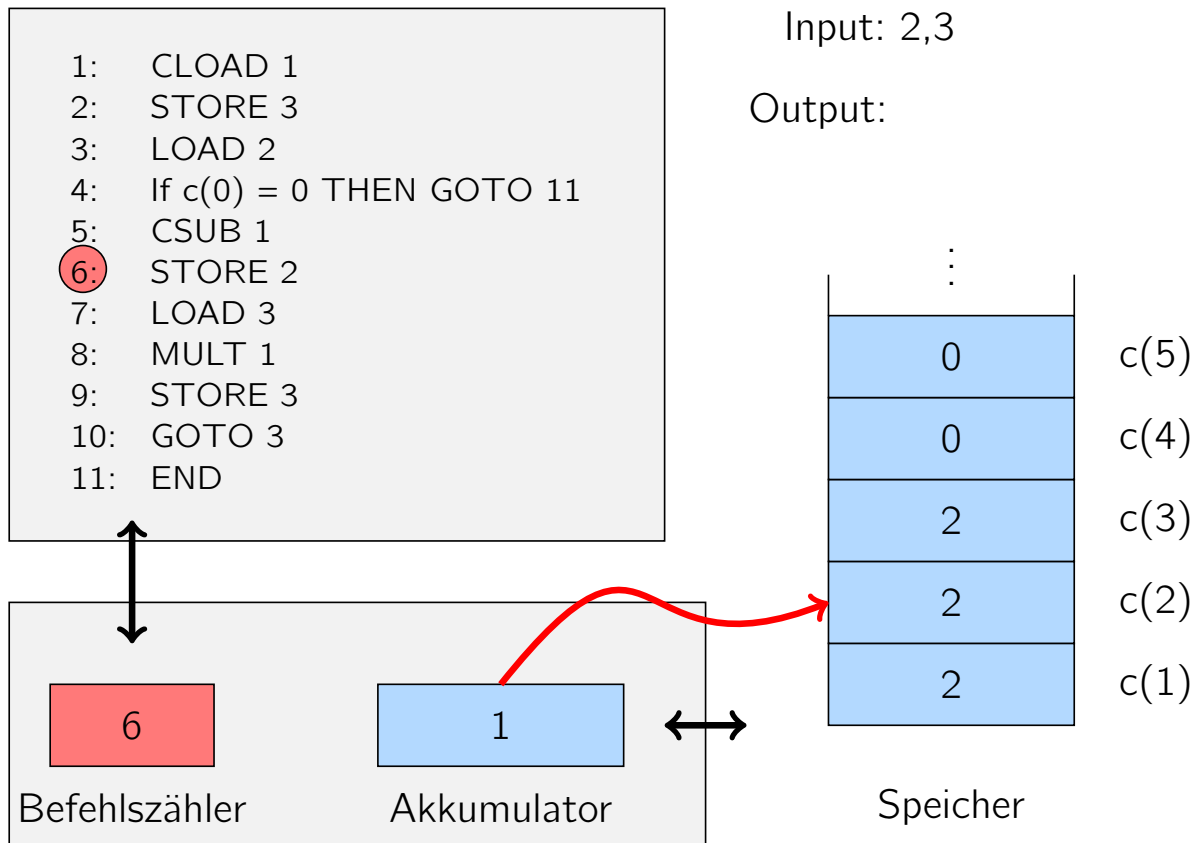 Input: 2,3
Output:
1: CLOAD 1
2: STORE 3
3: LOAD 2
4: If c(0) = 0 THEN GOTO 11
5: CSUB 1
6: STORE 2
7: LOAD 3
8: MULT 1
9: STORE 3
10: GOTO 3
11: END
⋮
0 c(5)
0 c(4)
2 c(3)
2 c(2)
2 c(1)
6
1
Befehlszähler
Akkumulator
Speicher